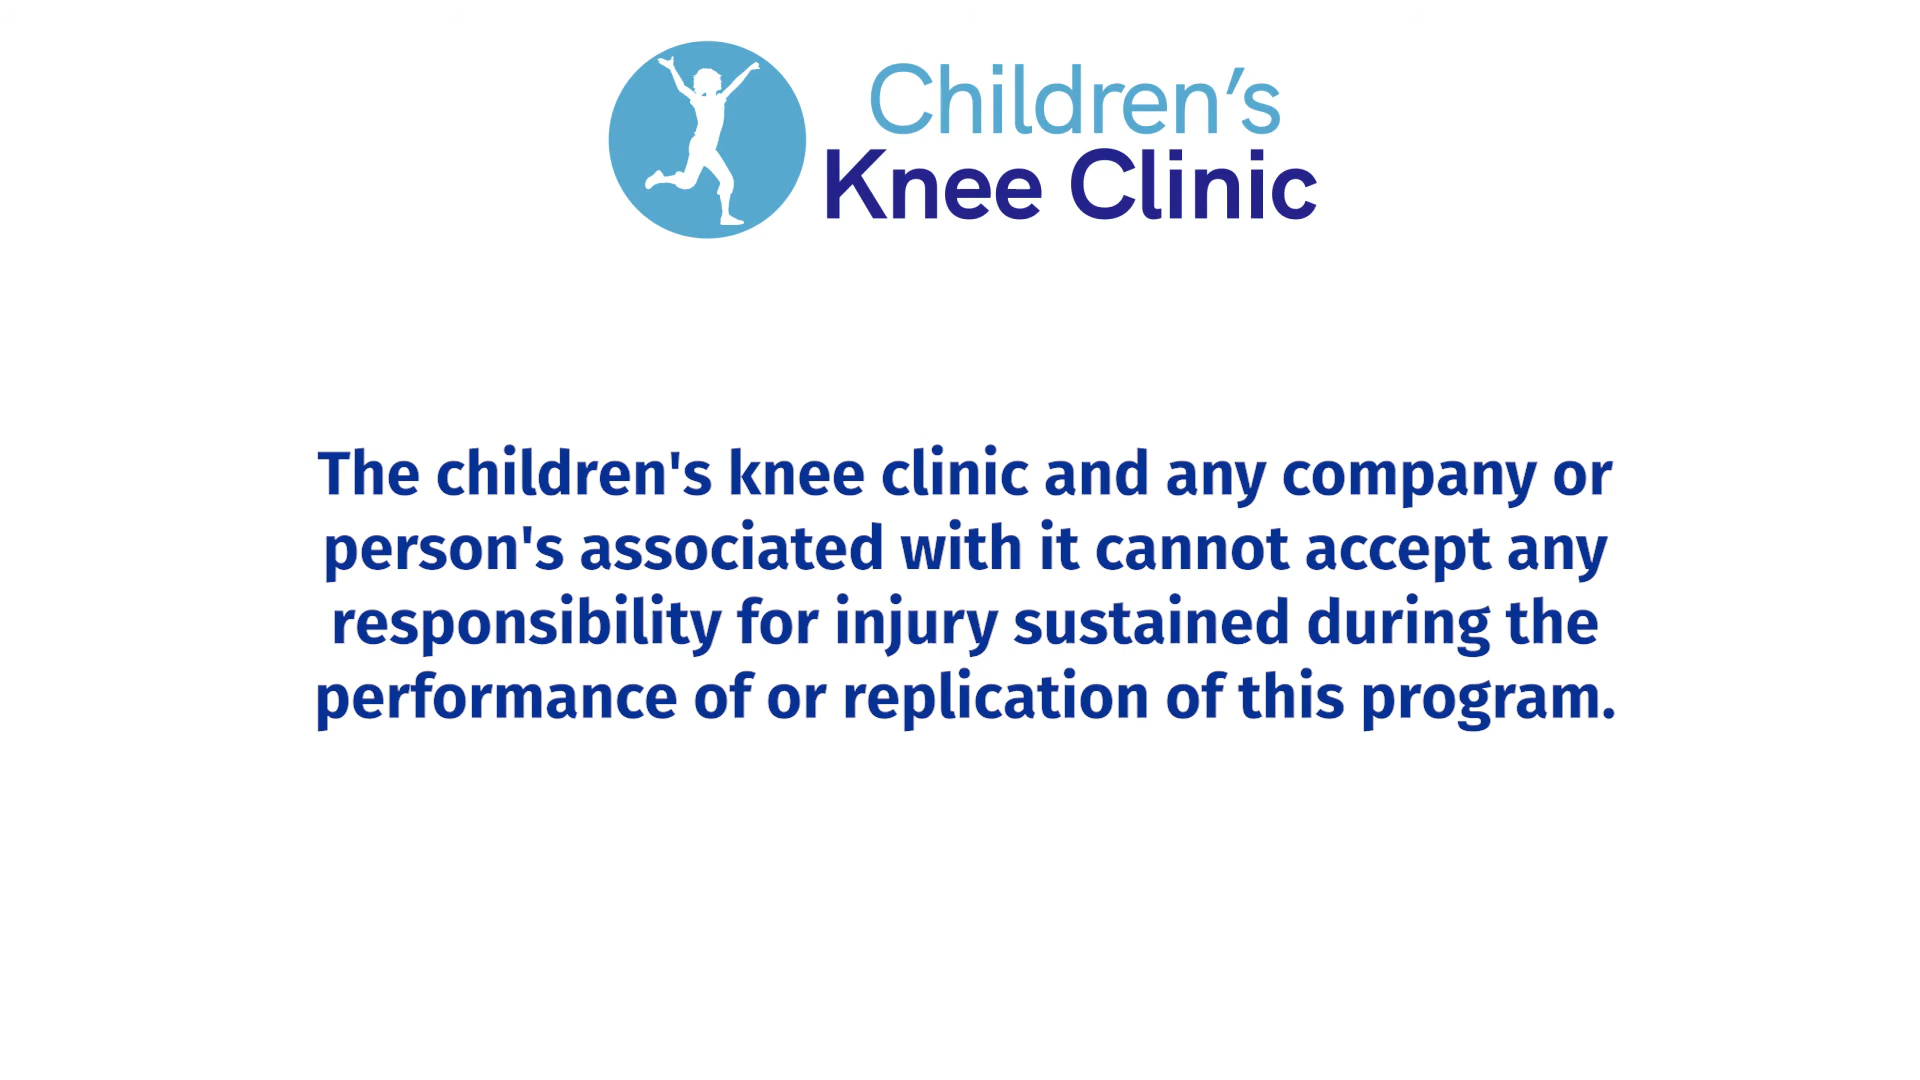 Children’s
Knee Clinic
The children's knee clinic and any company or
person's associated with it cannot accept any
responsibility for injury sustained during the
performance of or replication of this program.